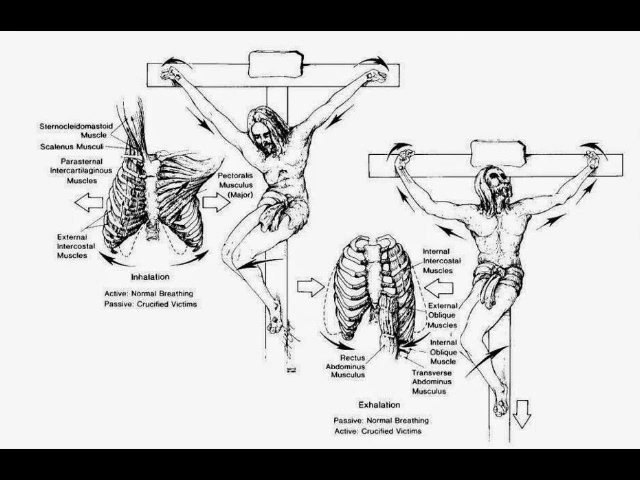 Sternocleidomastoid
Muscle
Scalenus Musculi
Parasternal
Intercartilaginous
Muscles
External
Intercostal
Muscles
Pectoralis
Musculus
(Major)
Inhalation
Active: Normal Breathing
Passive: Crucified Victims
Internal
Intercostal
Muscles
External
Oblique
Muscles
Internal
Oblique
Muscle
Transverse
Abdominus
Musculus
Rectus
Abdominus
Musculus
Exhalation
Passive: Normal Breathing
Active: Crucified Victims